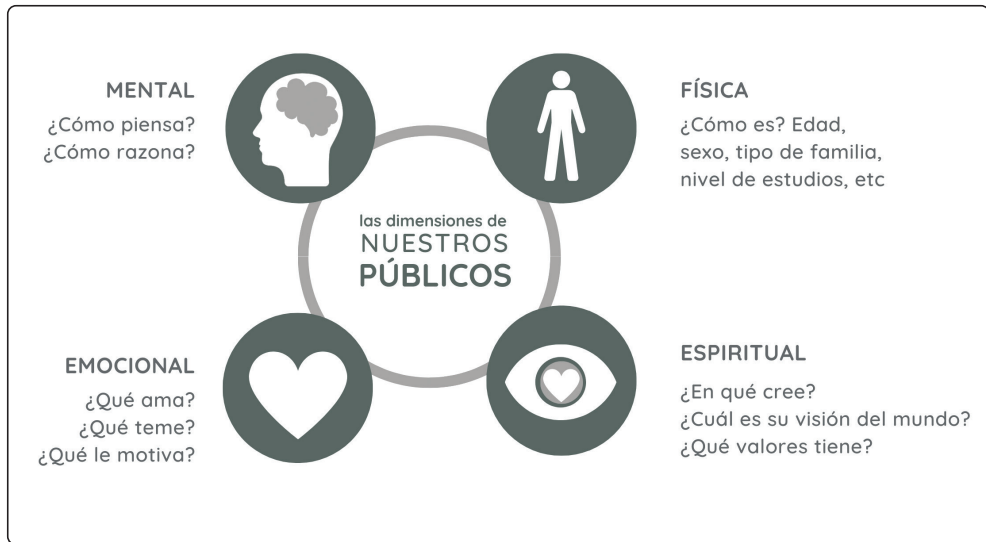 MENTAL
¿Cómo piensa?
¿Cómo razona?
FÍSICA
¿Cómo es? Edad,
sexo, tipo de familia,
nivel de estudios, etc
las dimensiones de
NUESTROS
PÚBLICOS
EMOCIONAL
¿Qué ama?
¿Qué teme?
¿Qué le motiva?
ESPIRITUAL
¿En qué cree?
¿Cuál es su visión del mundo?
¿Qué valores tiene?